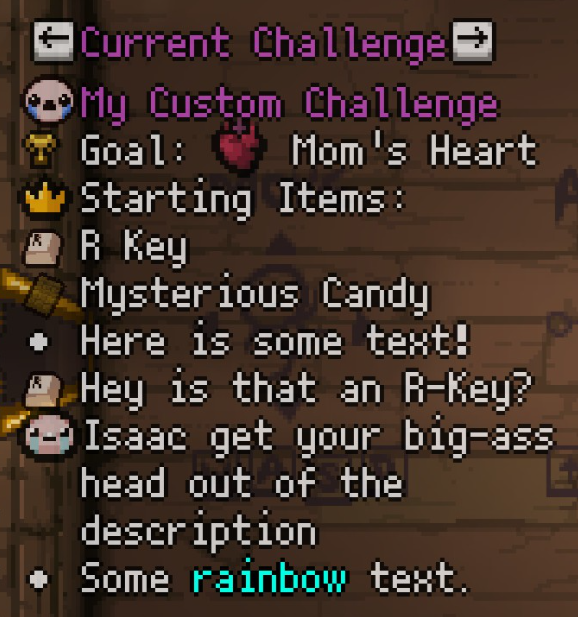 Current Challenge
My Custom Challenge
Goal: Mom's Heart
Starting Items:
R Key
Mysterious Candy
Here is some text!
Hey is that an R-Key?
Isaac get your big-ass
head out of the
description
Some rainbow text.